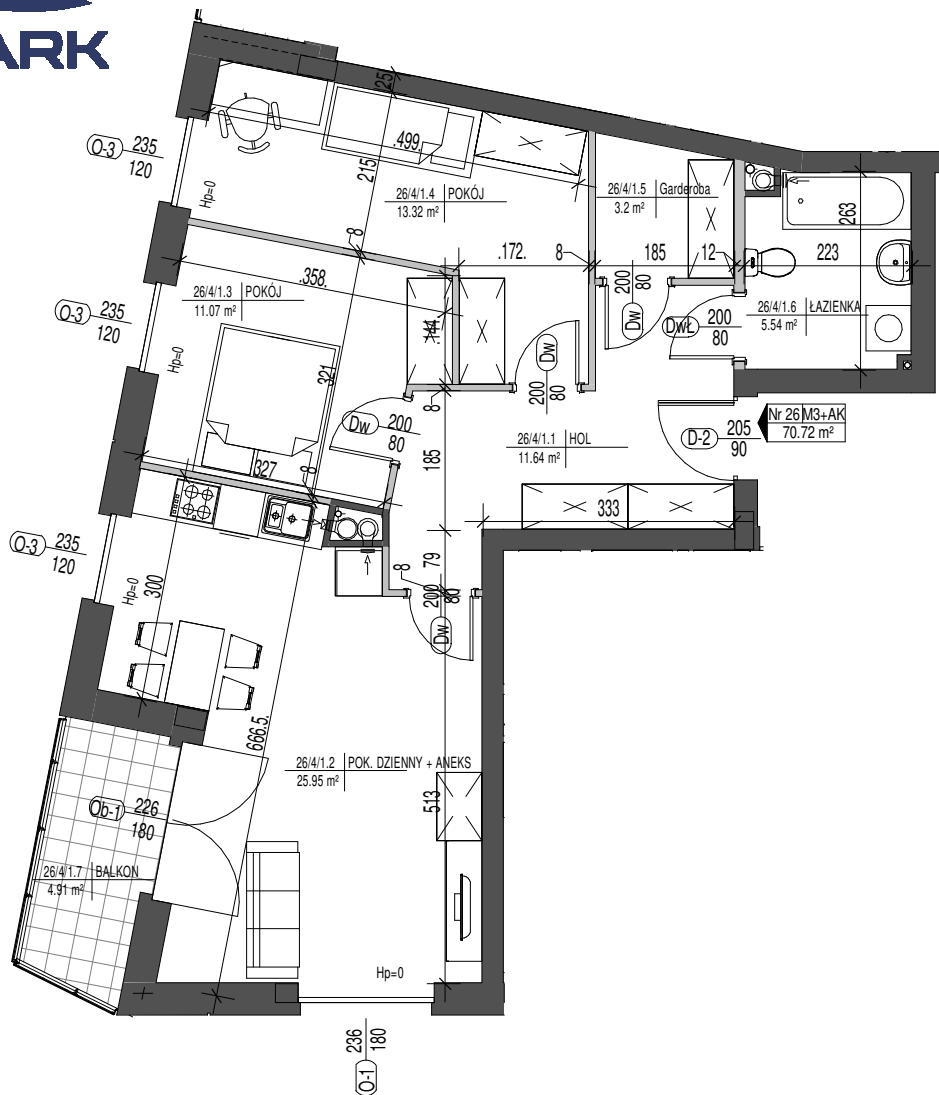 ARK
O-3 235
120
Hp=0
.499.
25
215
26/4/1.4 POKÓJ
13.32 m²
26/4/1.5 Garderoba
3.2 m²
263
.172.
8
185
12
223
8
O-3 235
120
Hp=0
.358.
26/4/1.3 POKÓJ
11.07 m²
200
80
Dw
DwŁ 200
80
26/4/1.6 ŁAZIENKA
5.54 m²
321
Dw
200
80
8
Dw 200
80
327
8
185
26/4/1.1 HOL
11.64 m²
D-2 205
90
Nr 26 M3+AK
70.72 m²
333
O-3 235
120
Hp=0
300
79
8
200
80
Dw
666.5.
26/4/1.2 POK. DZIENNY + ANEKS
25.95 m²
513
Ob-1 226
180
26/4/1.7 BALKON
4.91 m²
Hp=0
236
180
O-1